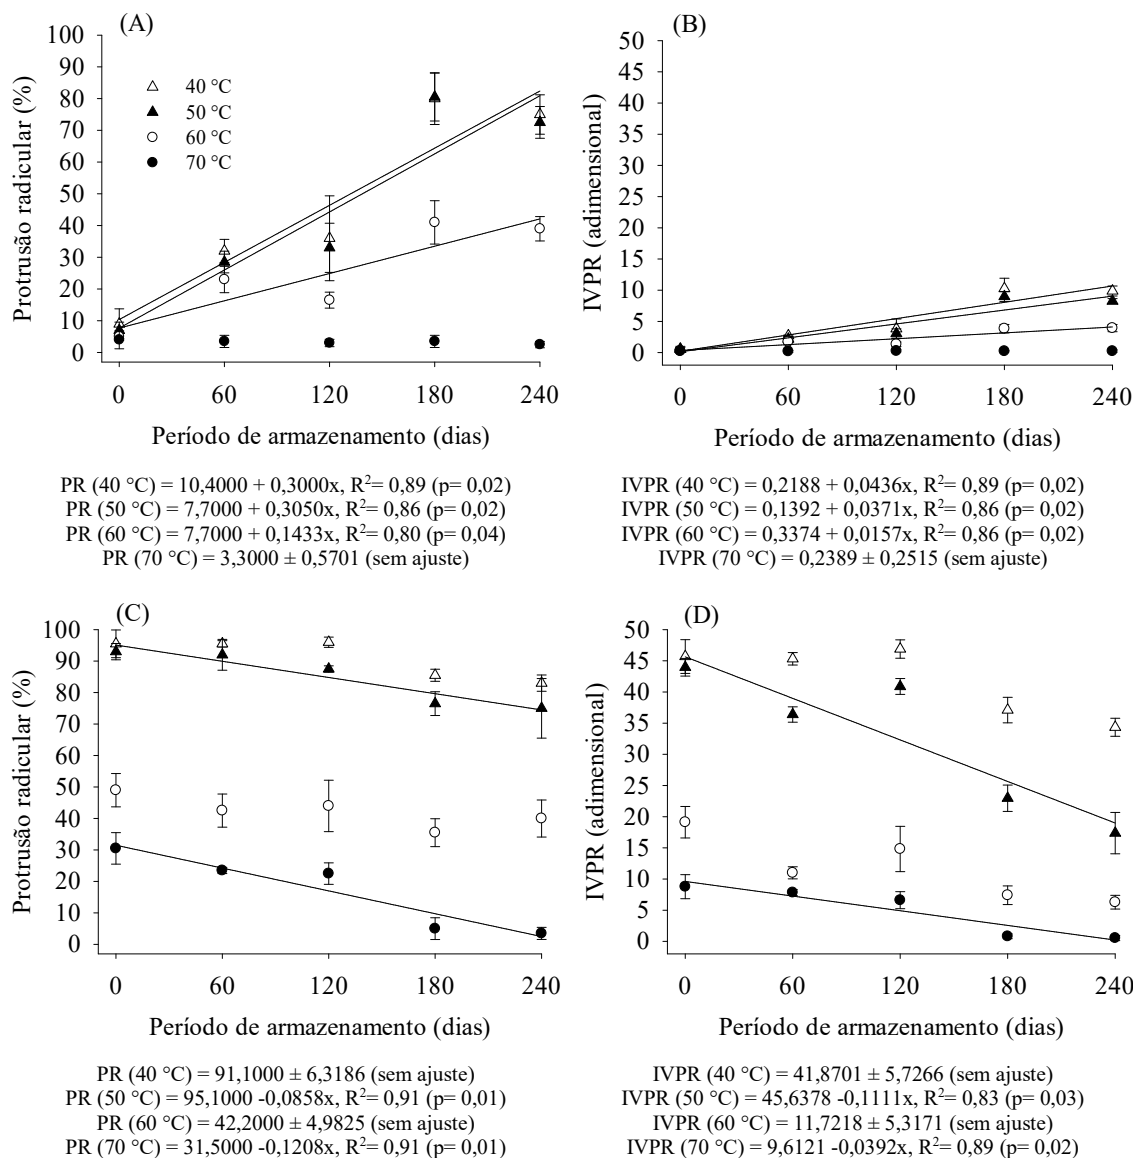 (A)
100
90
80
70
60
50
40
30
20
10
0
Protrusão radicular (%)
40 °C
50 °C
60 °C
70 °C
0 60 120 180 240
Período de armazenamento (dias)
PR (40 °C) = 10,4000 + 0,3000x, R²= 0,89 (p= 0,02)
PR (50 °C) = 7,7000 + 0,3050x, R²= 0,86 (p= 0,02)
PR (60 °C) = 7,7000 + 0,1433x, R²= 0,80 (p= 0,04)
PR (70 °C) = 3,3000 ± 0,5701 (sem ajuste)
(B)
50
45
40
35
30
25
20
15
10
5
0
IVPR (adimensional)
0 60 120 180 240
Período de armazenamento (dias)
IVPR (40 °C) = 0,2188 + 0,0436x, R²= 0,89 (p= 0,02)
IVPR (50 °C) = 0,1392 + 0,0371x, R²= 0,86 (p= 0,02)
IVPR (60 °C) = 0,3374 + 0,0157x, R²= 0,86 (p= 0,02)
IVPR (70 °C) = 0,2389 ± 0,2515 (sem ajuste)
(C)
100
90
80
70
60
50
40
30
20
10
0
Protrusão radicular (%)
0 60 120 180 240
Período de armazenamento (dias)
PR (40 °C) = 91,1000 ± 6,3186 (sem ajuste)
PR (50 °C) = 95,1000 -0,0858x, R²= 0,91 (p= 0,01)
PR (60 °C) = 42,2000 ± 4,9825 (sem ajuste)
PR (70 °C) = 31,5000 -0,1208x, R²= 0,91 (p= 0,01)
(D)
50
45
40
35
30
25
20
15
10
5
0
IVPR (adimensional)
0 60 120 180 240
Período de armazenamento (dias)
IVPR (40 °C) = 41,8701 ± 5,7266 (sem ajuste)
IVPR (50 °C) = 45,6378 -0,1111x, R²= 0,83 (p= 0,03)
IVPR (60 °C) = 11,7218 ± 5,3171 (sem ajuste)
IVPR (70 °C) = 9,6121 -0,0392x, R²= 0,89 (p= 0,02)